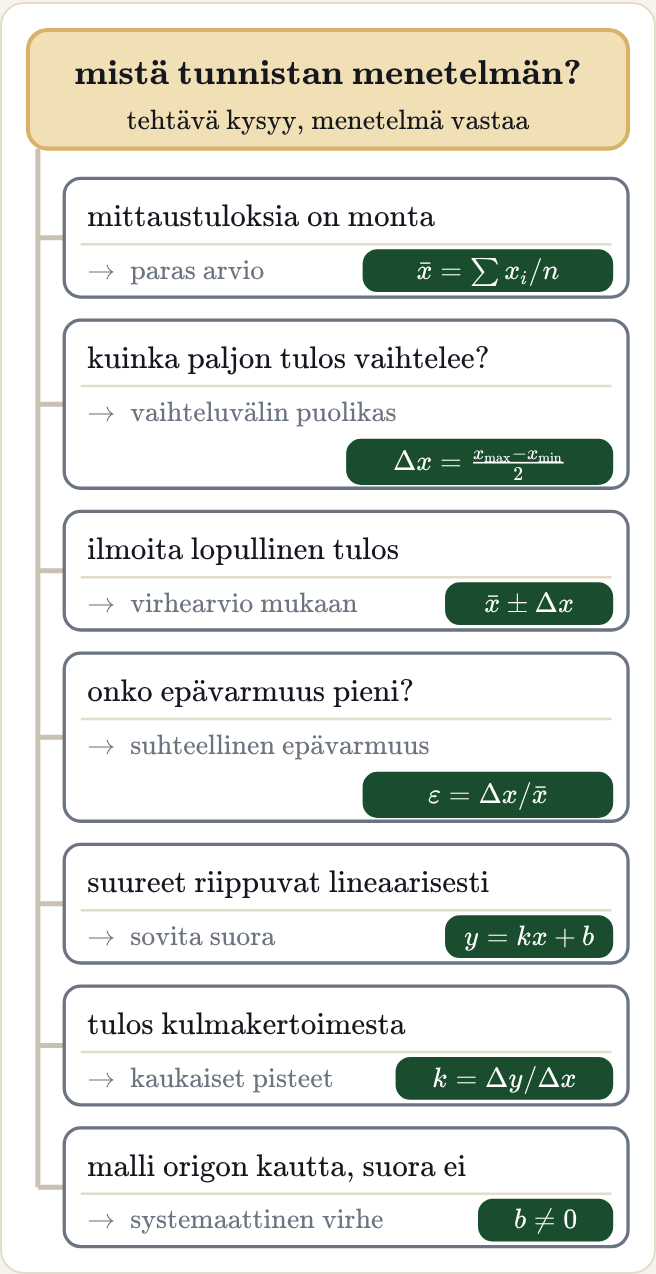 mistä tunnistan menetelmän?
tehtävä kysyy, menetelmä vastaa
mittaustuloksia on monta
→ paras arvio x̄ = ∑ xᵢ/n
kuinka paljon tulos vaihtelee?
→ vaihteluvälin puolikas
Δx = (x_max − x_min)/2
ilmoita lopullinen tulos
→ virhearvio mukaan x̄ ± Δx
onko epävarmuus pieni?
→ suhteellinen epävarmuus
ε = Δx/x̄
suureet riippuvat lineaarisesti
→ sovita suora y = kx + b
tulos kulmakertoimesta
→ kaukaiset pisteet k = Δy/Δx
malli origon kautta, suora ei
→ systemaattinen virhe b ≠ 0